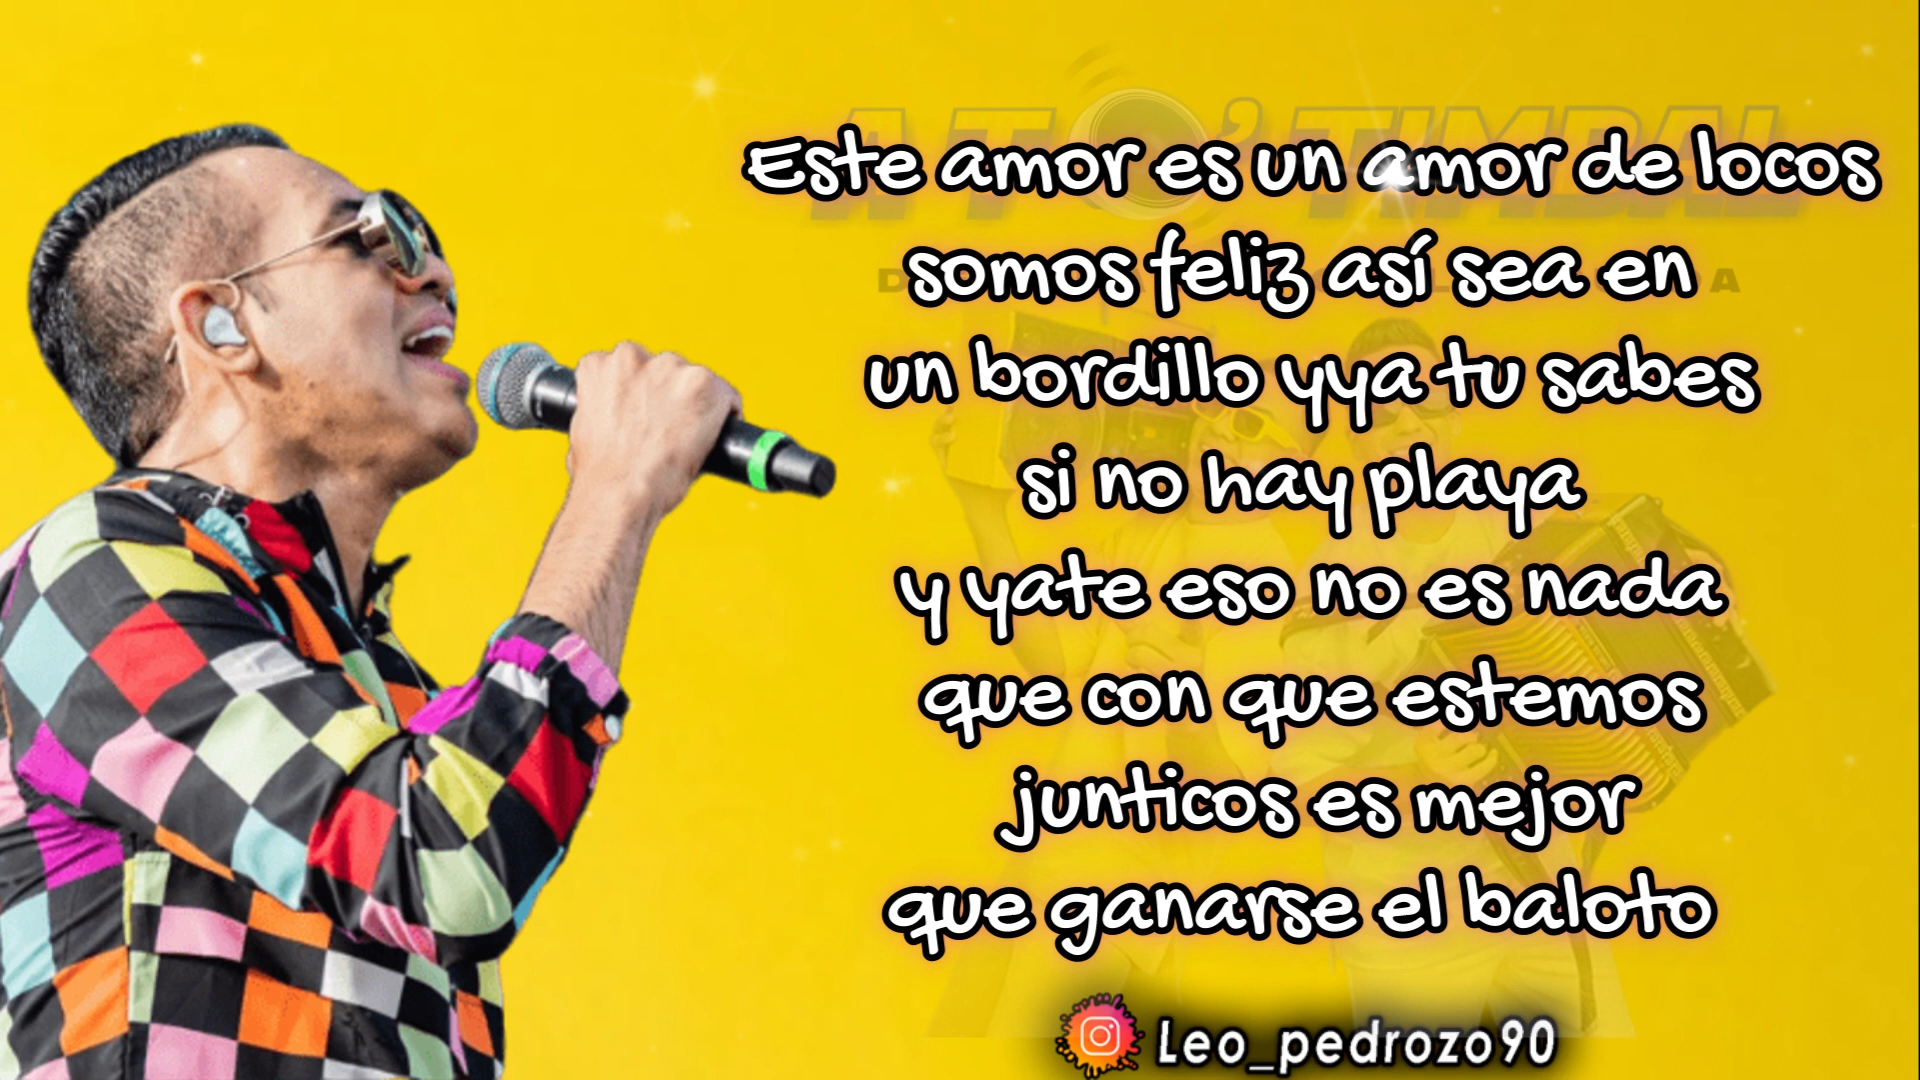 A TO' TIMBAL
Este amor es un amor de locos
somos feliz así sea en
un bordillo yya tu sabes
si no hay playa
y yate eso no es nada
que con que estemos
junticos es mejor
que ganarse el baloto
Leo_pedrozo90